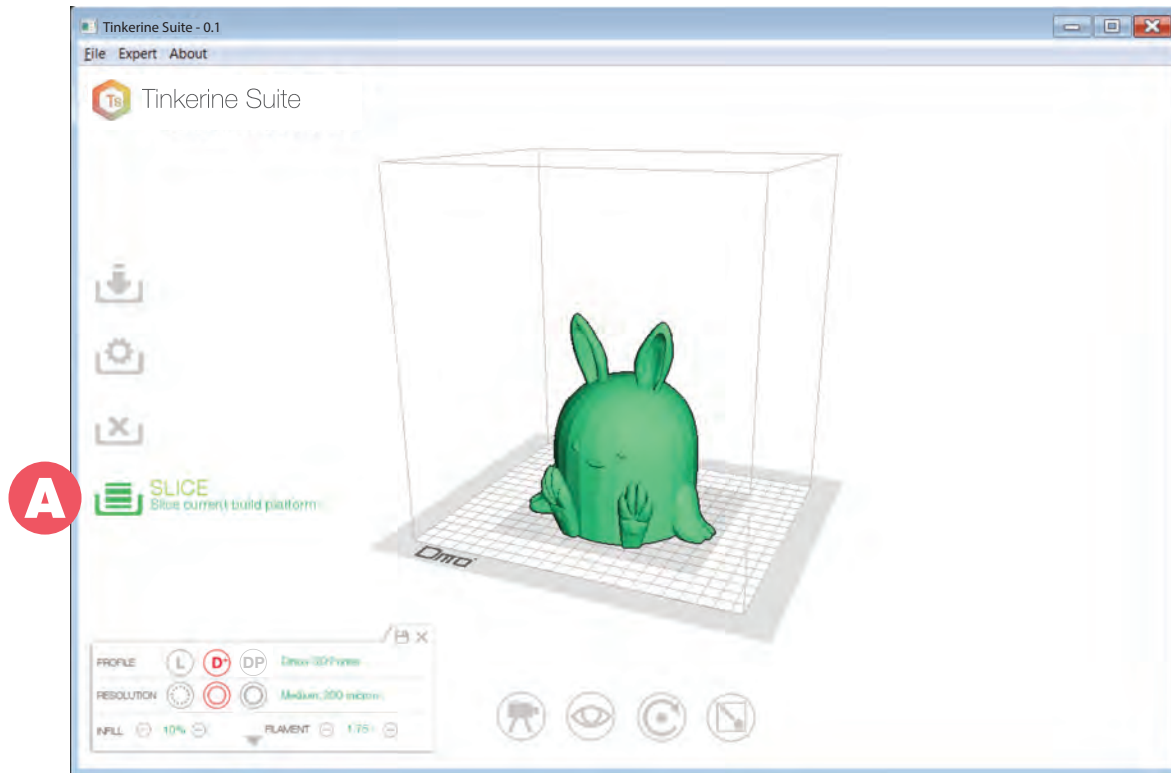 Tinkerine Suite - 0.1
File Expert About
Ts Tinkerine Suite
A
SLICE
Slice current build platform
PROFILE L D+ DP
RESOLUTION Medium, 200 micron
INFILL 10% FILAMENT 1.75